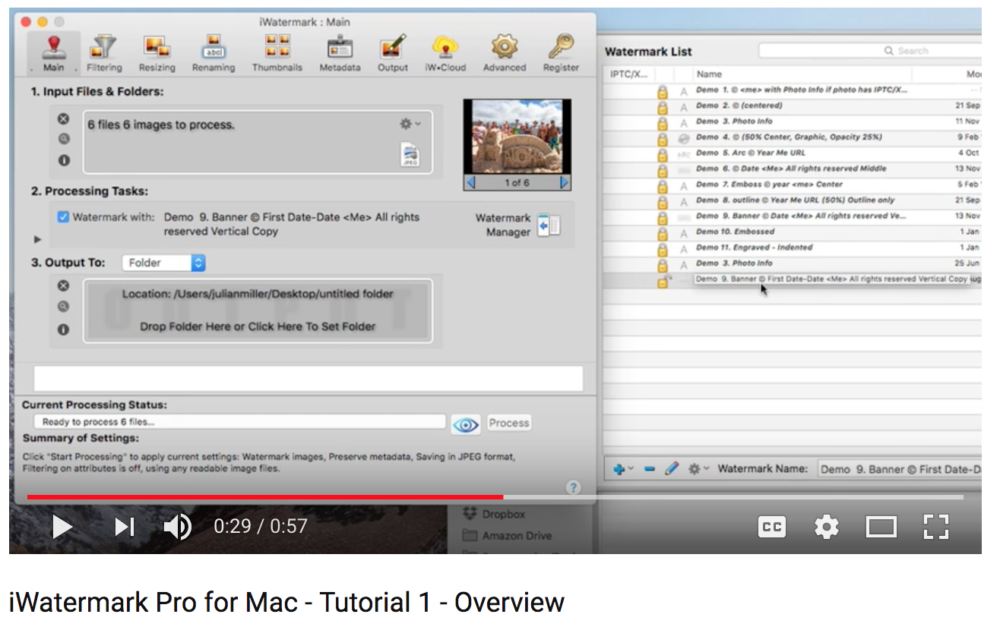 iWatermark : Main
Main
Filtering
Resizing
abcl
Renaming
Thumbnails
Metadata
Output
iW•Cloud
Advanced
Register
1. Input Files & Folders:
6 files 6 images to process.
JPEG
1 of 6
2. Processing Tasks:
Watermark with: Demo 9. Banner © First Date-Date <Me> All rights
reserved Vertical Copy
Watermark
Manager
3. Output To: Folder
OUTPUT
Location: /Users/julianmiller/Desktop/untitled folder
Drop Folder Here or Click Here To Set Folder
Current Processing Status:
Ready to process 6 files...
Process
Summary of Settings:
Click "Start Processing" to apply current settings: Watermark images, Preserve metadata, Saving in JPEG format,
Filtering on attributes is off, using any readable image files.
?
Watermark List
Search
IPTC/X... Name Mo
A Demo 1. © <me> with Photo Info if photo has IPTC/X... --
A Demo 2. © (centered) 21 Sep
A Demo 3. Photo Info 11 Nov
Demo 4. © (50% Center, Graphic, Opacity 25%) 9 Feb
ABC Demo 5. Arc © Year Me URL 4 Oct
Demo 6. © Date <Me> All rights reserved Middle 13 Nov
A Demo 7. Emboss © year <me> Center 5 Feb
A Demo 8. outline © Year Me URL (50%) Outline only 21 Sep
Demo 9. Banner © Date <Me> All rights reserved Ve... 13 Nov
A Demo 10. Embossed 1 Jan
A Demo 11. Engraved - Indented 1 Jan
A Demo 3. Photo Info 25 Jun
Demo 9. Banner © First Date-Date <Me> All rights reserved Vertical Copy
Watermark Name: Demo 9. Banner © First Date-D
Dropbox
Amazon Drive
0:29 / 0:57
CC
iWatermark Pro for Mac - Tutorial 1 - Overview